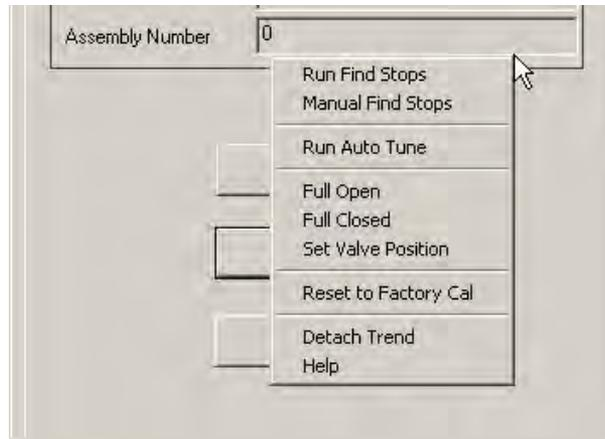 Assembly Number 0
Run Find Stops
Manual Find Stops
Run Auto Tune
Full Open
Full Closed
Set Valve Position
Reset to Factory Cal
Detach Trend
Help